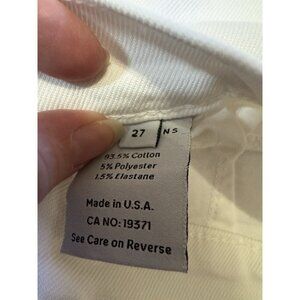 27 NS
93.5% Cotton
5% Polyester
1.5% Elastane
Made in U.S.A.
CA NO: 19371
See Care on Reverse